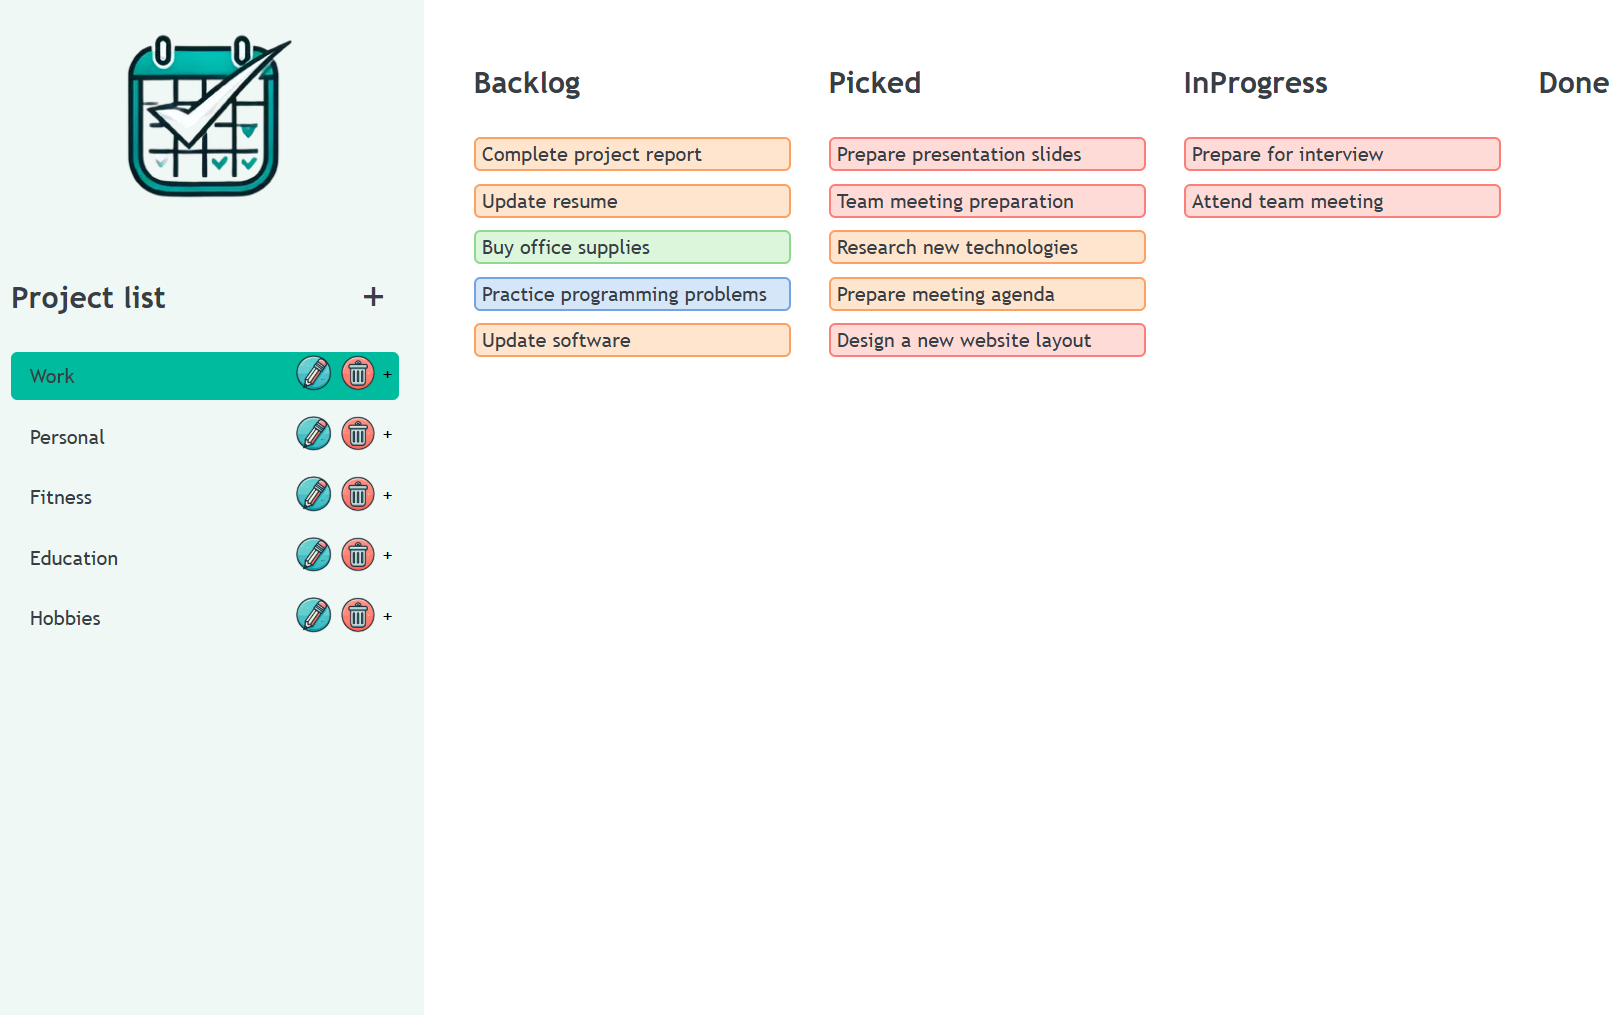 Project list +
Work +
Personal +
Fitness +
Education +
Hobbies +
Backlog
Complete project report
Update resume
Buy office supplies
Practice programming problems
Update software
Picked
Prepare presentation slides
Team meeting preparation
Research new technologies
Prepare meeting agenda
Design a new website layout
InProgress
Prepare for interview
Attend team meeting
Done